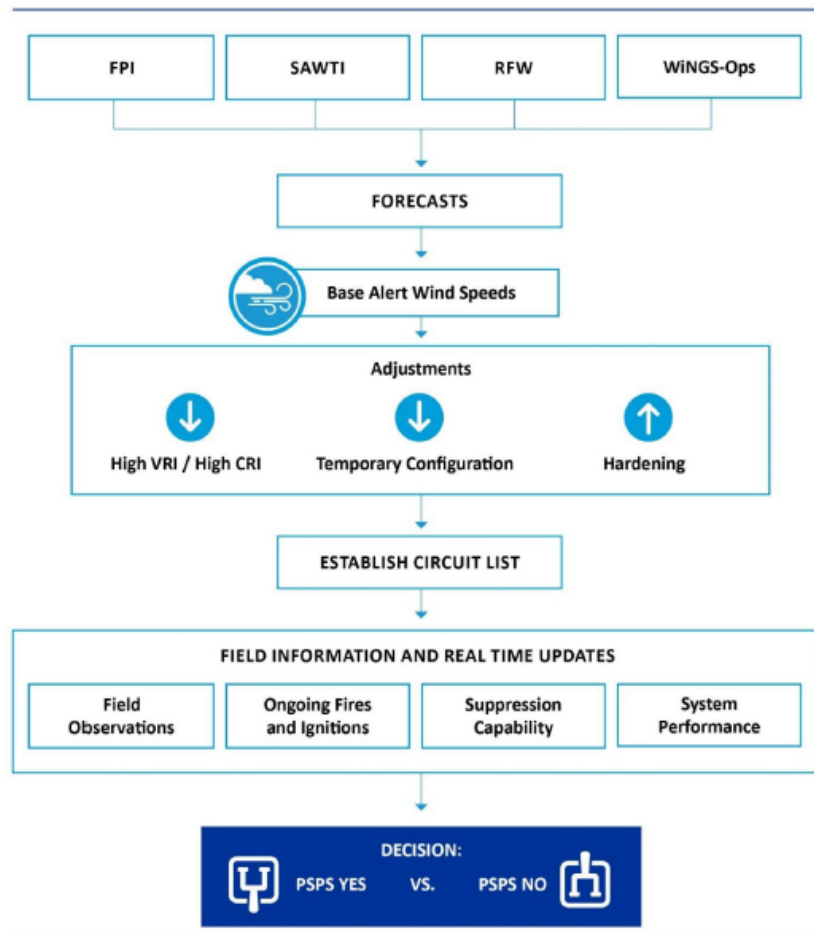 FPI
SAWTI
RFW
WiNGS-Ops
FORECASTS
Base Alert Wind Speeds
Adjustments
High VRI / High CRI
Temporary Configuration
Hardening
ESTABLISH CIRCUIT LIST
FIELD INFORMATION AND REAL TIME UPDATES
Field
Observations
Ongoing Fires
and Ignitions
Suppression
Capability
System
Performance
DECISION:
PSPS YES VS. PSPS NO